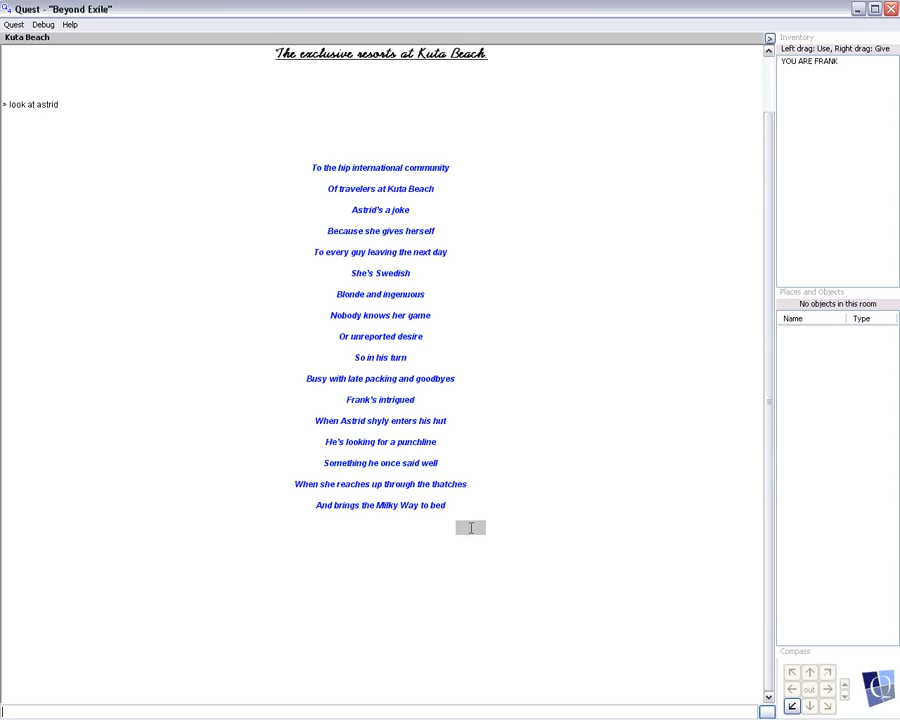 Quest - "Beyond Exile"
Quest Debug Help
Kuta Beach
The exclusive resorts at Kuta Beach.
> look at astrid
To the hip international community
Of travelers at Kuta Beach
Astrid's a joke
Because she gives herself
To every guy leaving the next day
She's Swedish
Blonde and ingenuous
Nobody knows her game
Or unreported desire
So in his turn
Busy with late packing and goodbyes
Frank's intrigued
When Astrid shyly enters his hut
He's looking for a punchline
Something he once said well
When she reaches up through the thatches
And brings the Milky Way to bed
Inventory
Left drag: Use, Right drag: Give
YOU ARE FRANK
Places and Objects
No objects in this room
Name Type
Compass
out